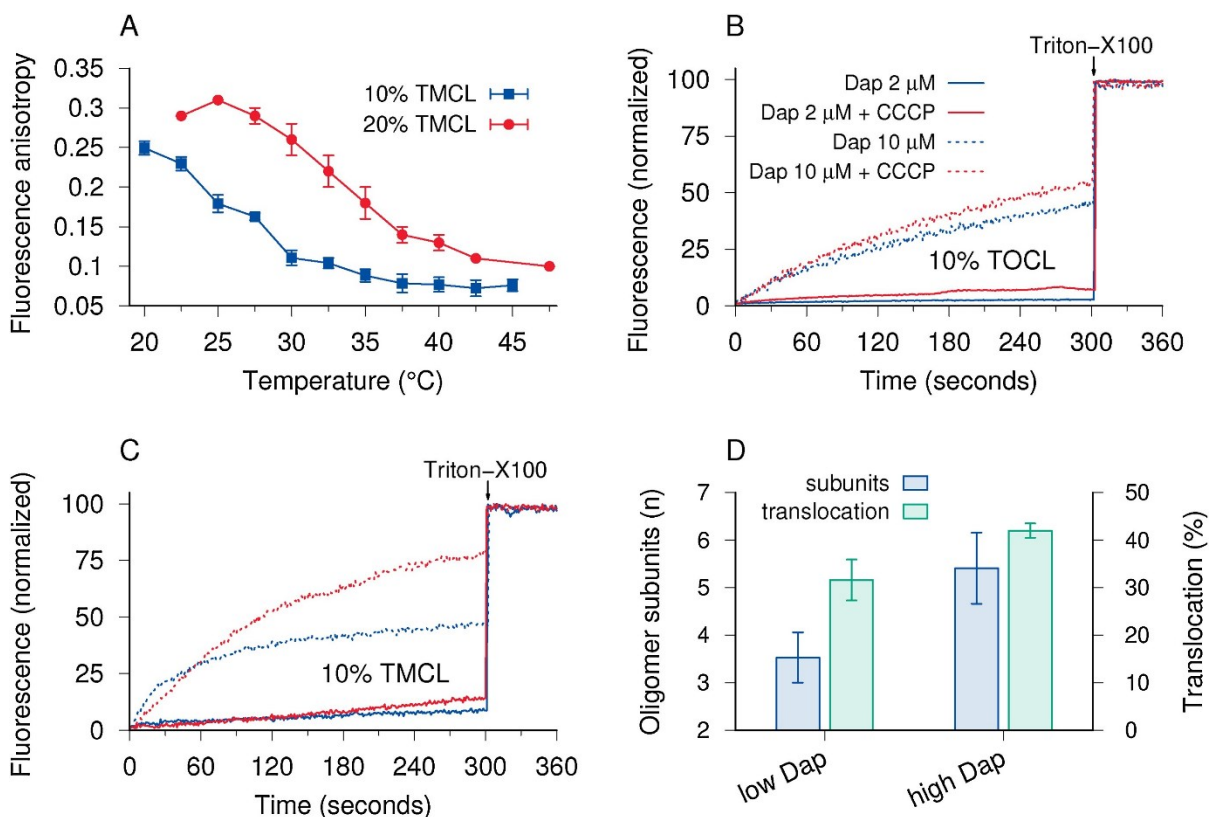 A
Fluorescence anisotropy
0.35
0.3
0.25
0.2
0.15
0.1
0.05
10% TMCL
20% TMCL
20 25 30 35 40 45
Temperature (°C)
B
Triton–X100
Fluorescence (normalized)
100
75
50
25
0
Dap 2 μM
Dap 2 μM + CCCP
Dap 10 μM
Dap 10 μM + CCCP
10% TOCL
0 60 120 180 240 300 360
Time (seconds)
C
Triton–X100
Fluorescence (normalized)
100
75
50
25
0
10% TMCL
0 60 120 180 240 300 360
Time (seconds)
D
Oligomer subunits (n)
7
6
5
4
3
2
subunits
translocation
50
40
30
20
10
0
Translocation (%)
low Dap
high Dap